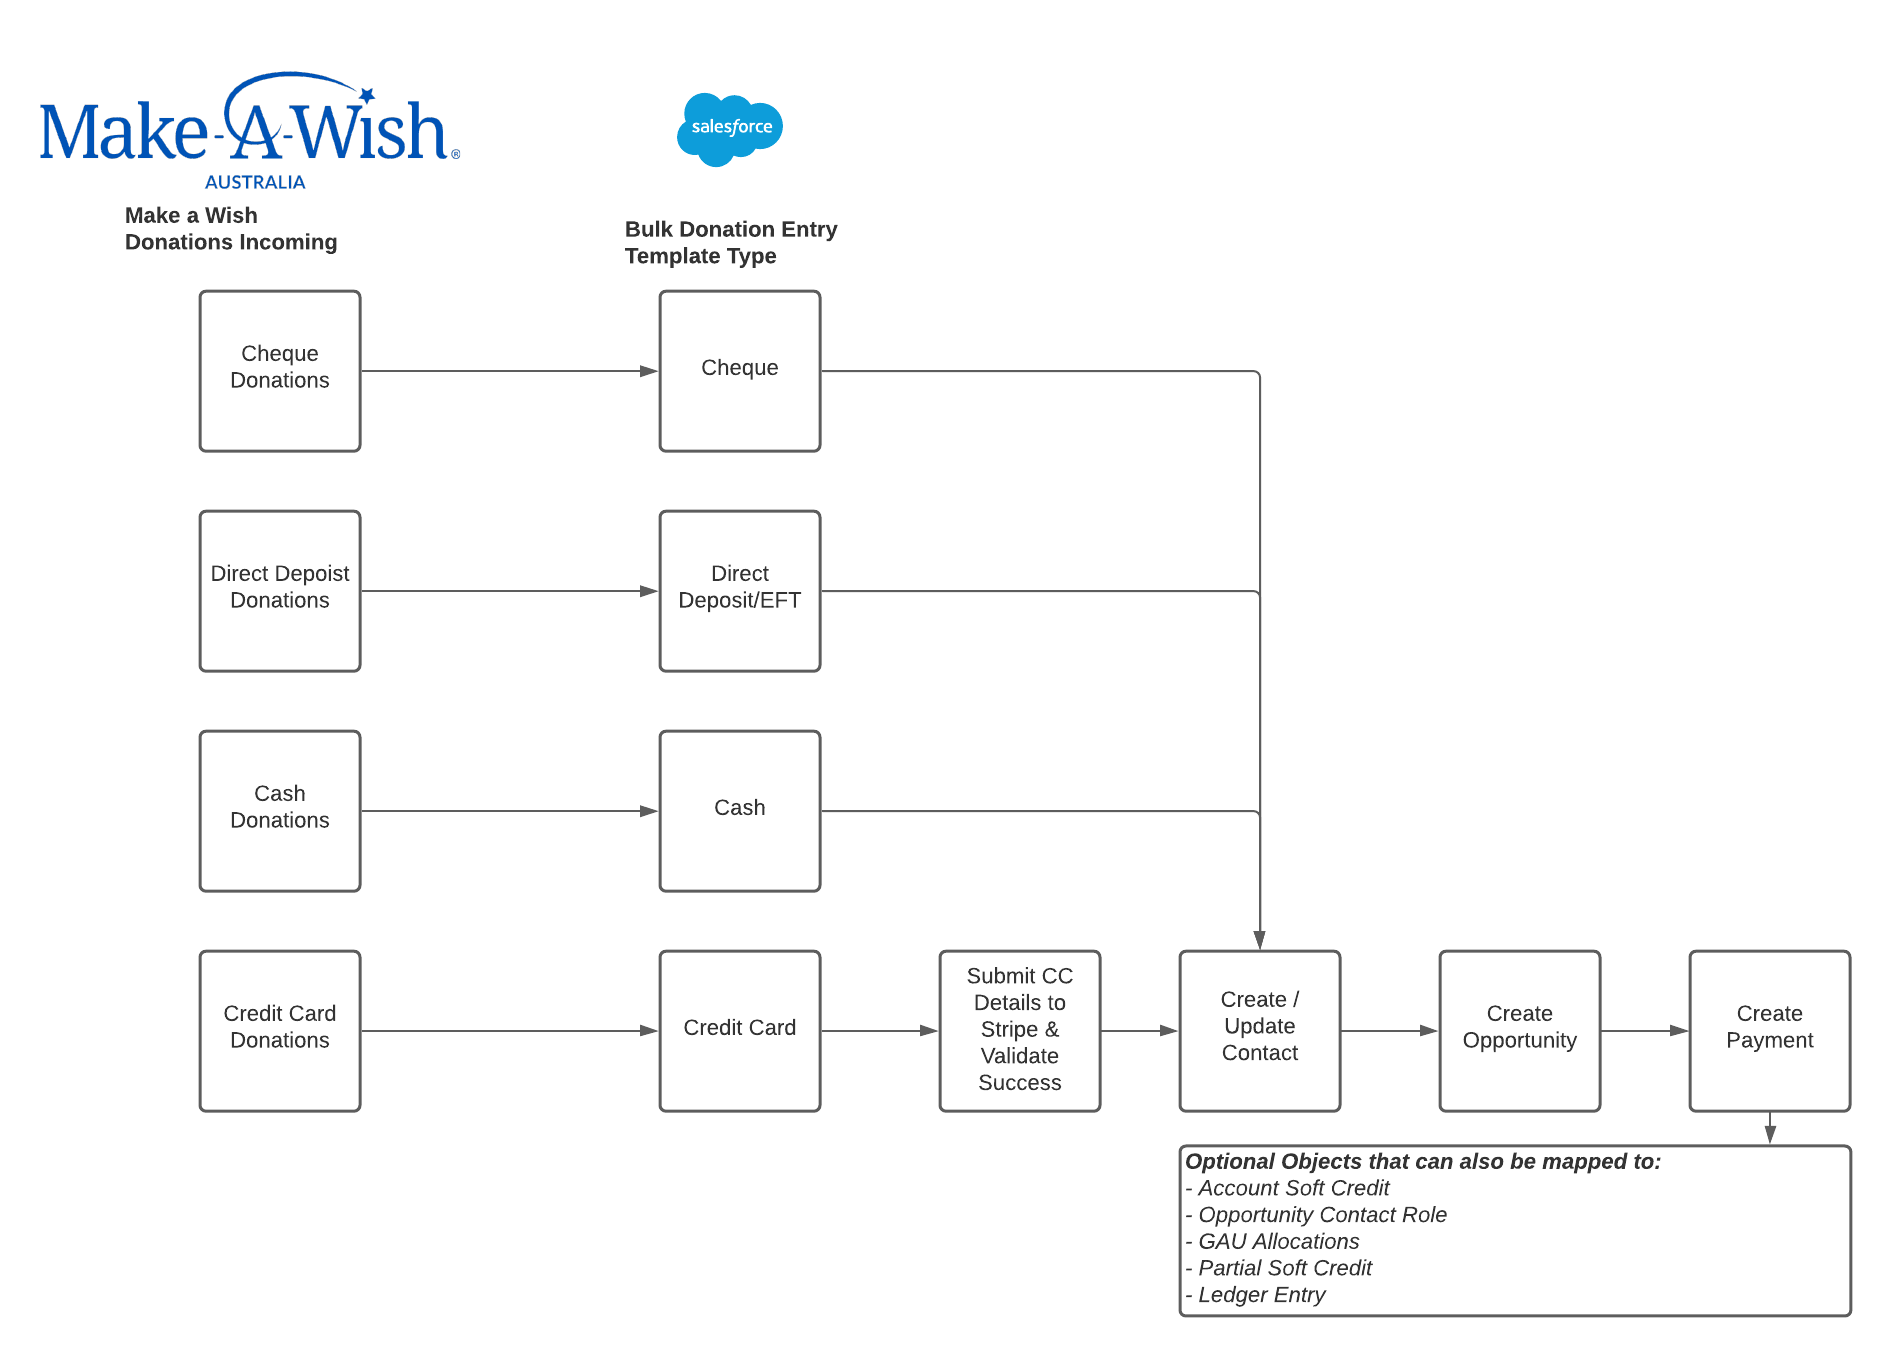 Make-A-Wish®
AUSTRALIA
salesforce
Make a Wish
Donations Incoming
Bulk Donation Entry
Template Type
Cheque
Donations
Cheque
Direct Depoist
Donations
Direct
Deposit/EFT
Cash
Donations
Cash
Credit Card
Donations
Credit Card
Submit CC
Details to
Stripe &
Validate
Success
Create /
Update
Contact
Create
Opportunity
Create
Payment
Optional Objects that can also be mapped to:
- Account Soft Credit
- Opportunity Contact Role
- GAU Allocations
- Partial Soft Credit
- Ledger Entry